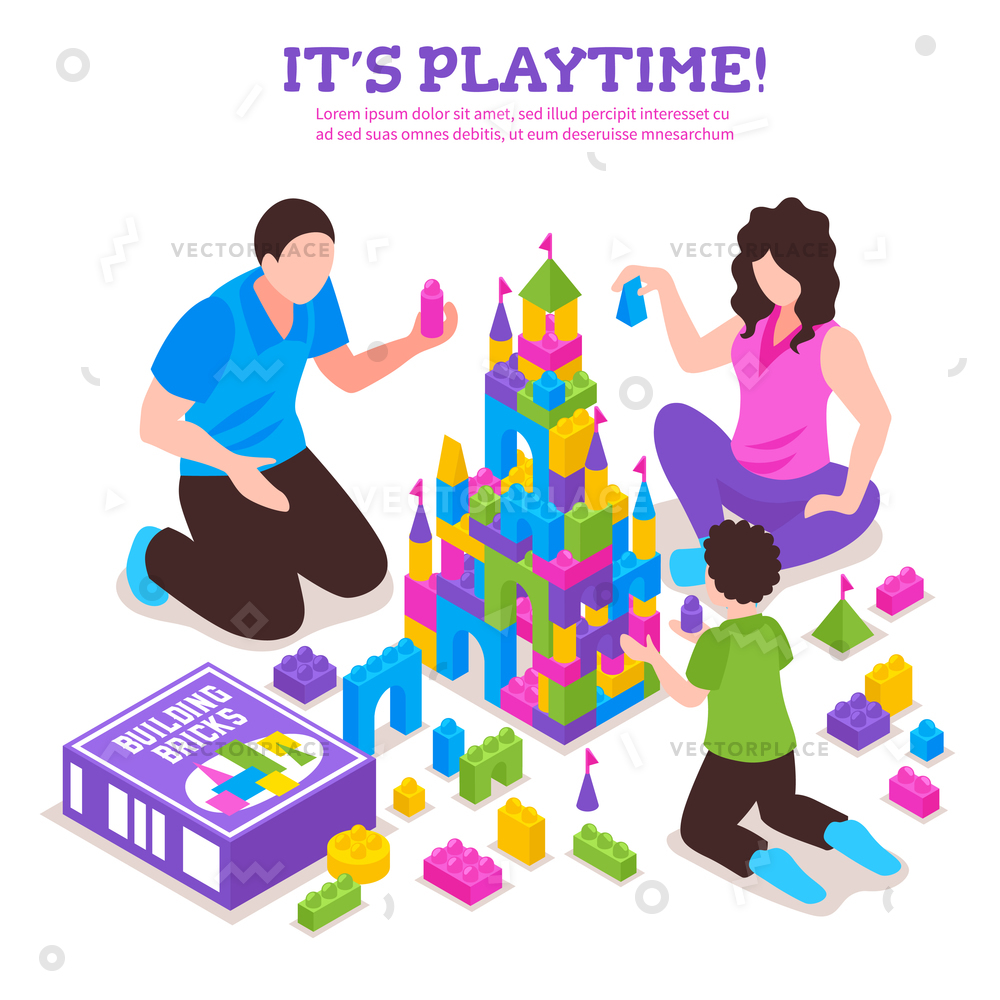 IT'S PLAYTIME!
Lorem ipsum dolor sit amet, sed illud percipit interesset cu
ad sed suas omnes debitis, ut eum deseruisse mnesarchum
VECTORPLACE
VECTORPLACE
VECTORPLACE
BUILDING
BRICKS
VECTORPLACE
VECTORPLACE